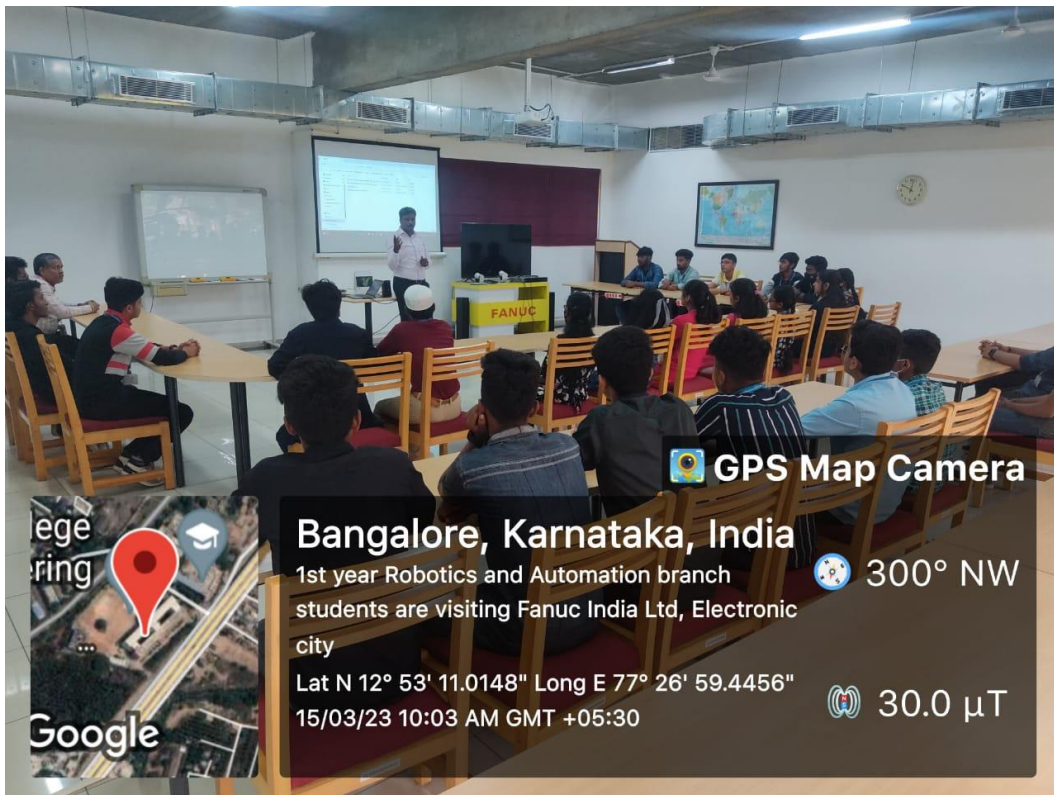 FANUC
GPS Map Camera
ege
ring
Bangalore, Karnataka, India
1st year Robotics and Automation branch
students are visiting Fanuc India Ltd, Electronic
city
Lat N 12° 53' 11.0148" Long E 77° 26' 59.4456"
15/03/23 10:03 AM GMT +05:30
300° NW
30.0 µT
Google